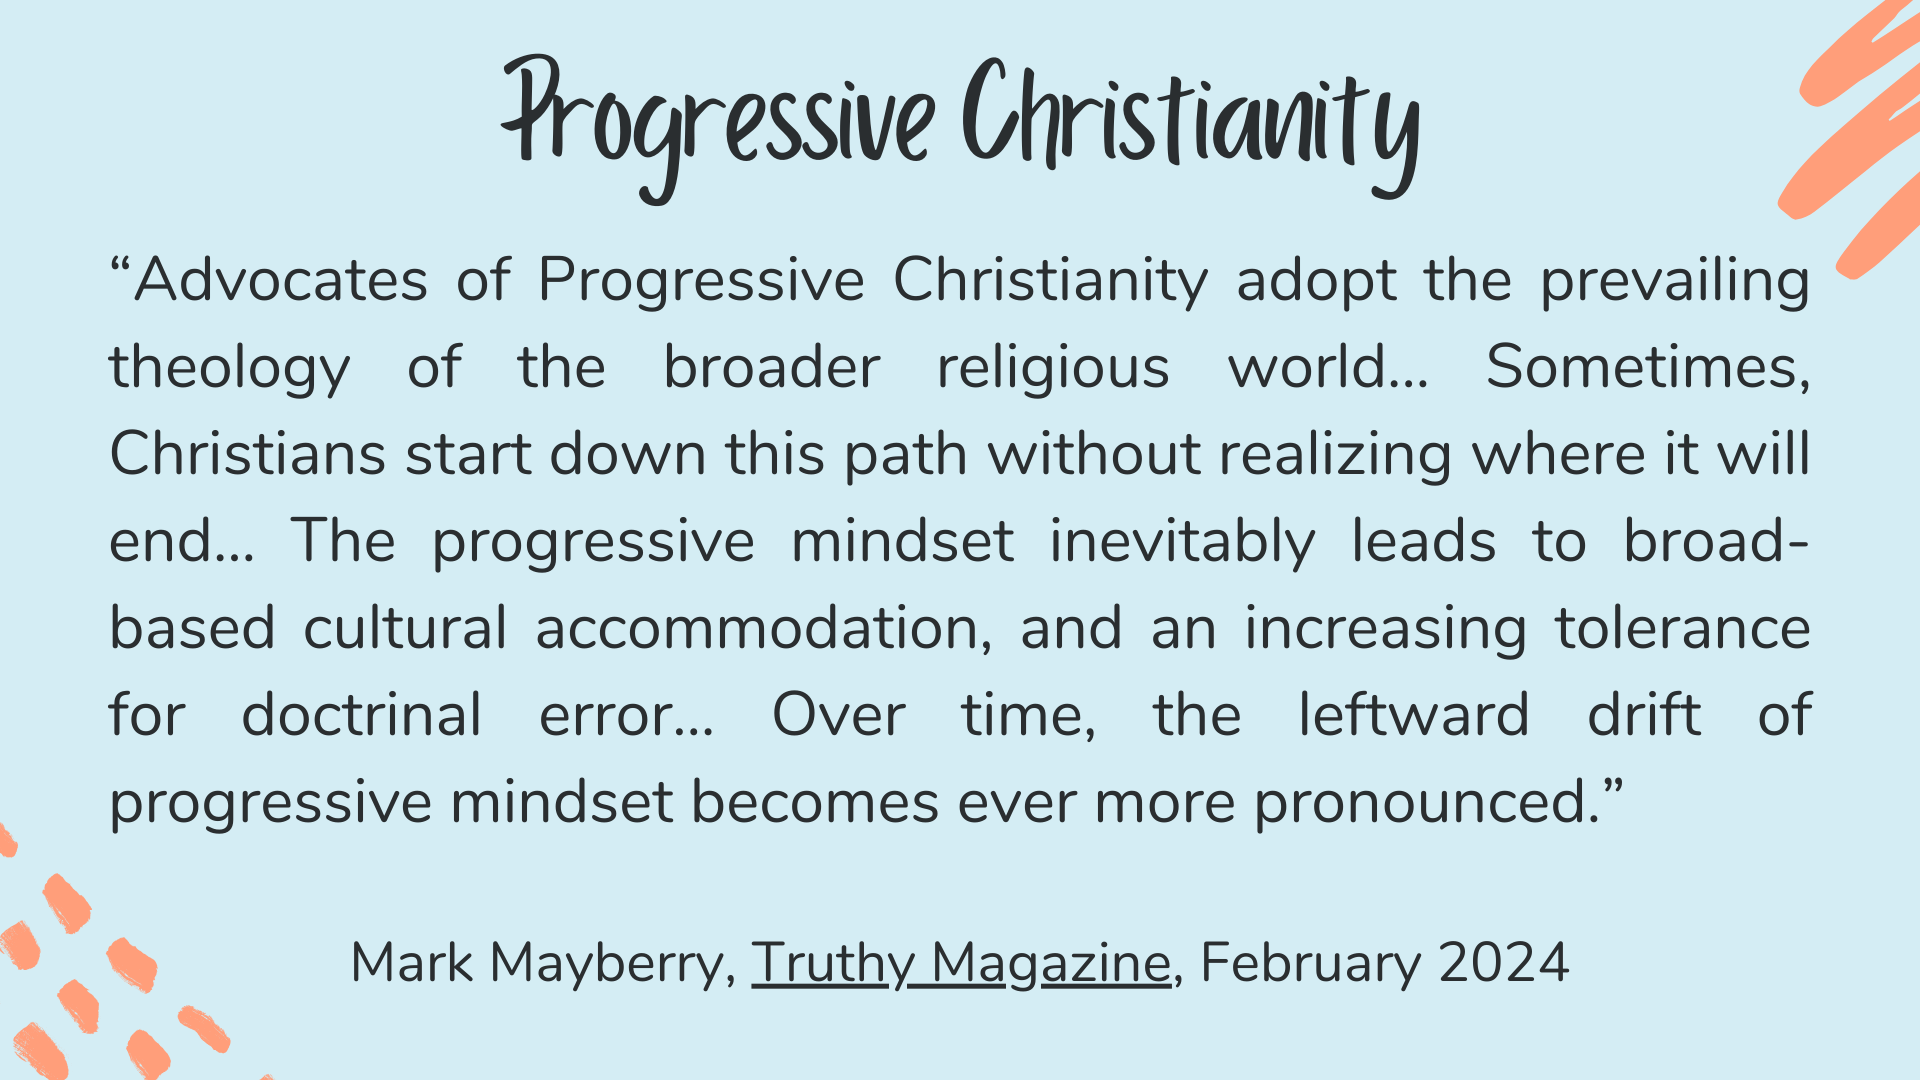 Progressive Christianity
“Advocates of Progressive Christianity adopt the prevailing
theology of the broader religious world... Sometimes,
Christians start down this path without realizing where it will
end... The progressive mindset inevitably leads to broad-
based cultural accommodation, and an increasing tolerance
for doctrinal error... Over time, the leftward drift of
progressive mindset becomes ever more pronounced.”
Mark Mayberry, Truthy Magazine, February 2024